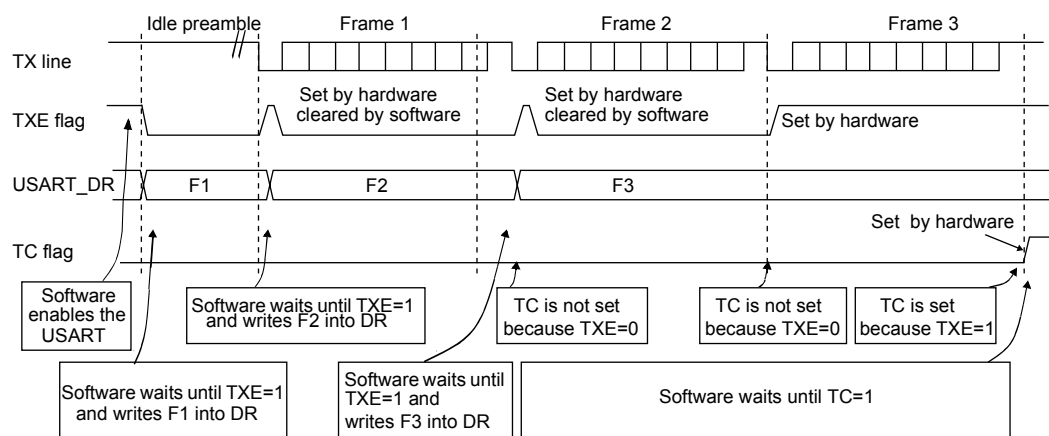 Idle preamble
Frame 1
Frame 2
Frame 3
TX line
TXE flag
Set by hardware
cleared by software
Set by hardware
cleared by software
Set by hardware
USART_DR
F1
F2
F3
TC flag
Set by hardware
Software
enables the
USART
Software waits until TXE=1
and writes F2 into DR
TC is not set
because TXE=0
TC is not set
because TXE=0
TC is set
because TXE=1
Software waits until TXE=1
and writes F1 into DR
Software waits until
TXE=1 and
writes F3 into DR
Software waits until TC=1